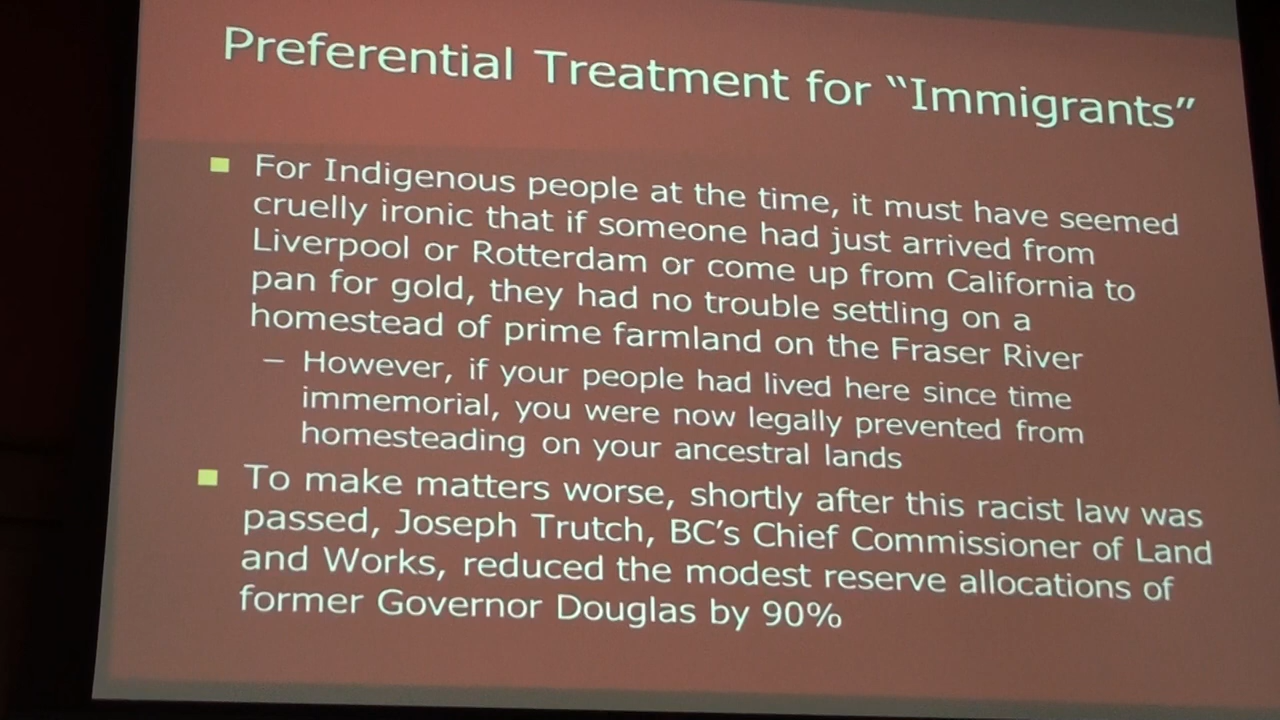 Preferential Treatment for “Immigrants”
For Indigenous people at the time, it must have seemed
cruelly ironic that if someone had just arrived from
Liverpool or Rotterdam or come up from California to
pan for gold, they had no trouble settling on a
homestead of prime farmland on the Fraser River
– However, if your people had lived here since time
immemorial, you were now legally prevented from
homesteading on your ancestral lands
To make matters worse, shortly after this racist law was
passed, Joseph Trutch, BC’s Chief Commissioner of Land
and Works, reduced the modest reserve allocations of
former Governor Douglas by 90%